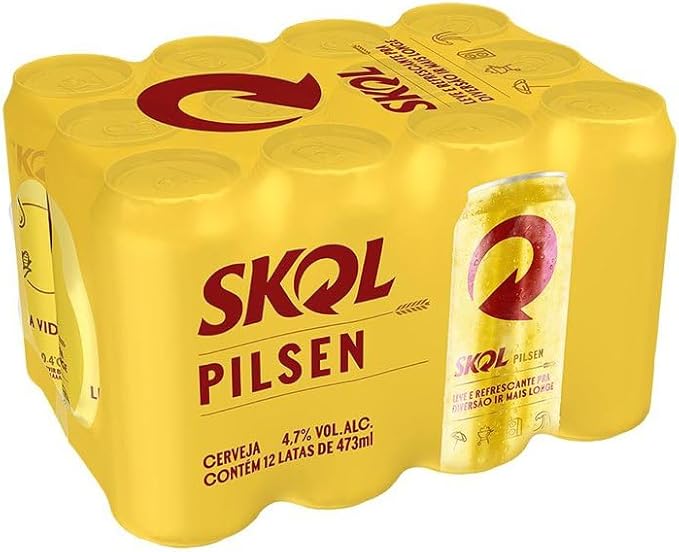 SKOL
LEVE E REFRESCANTE PRA
DIVERSÃO IR MAIS LONGE
SKOL
A VID
SKOL
PILSEN
CERVEJA 4,7% VOL.ALC.
CONTÉM 12 LATAS DE 473ml
SKOL PILSEN
LEVE E REFRESCANTE PRA
DIVERSÃO IR MAIS LONGE